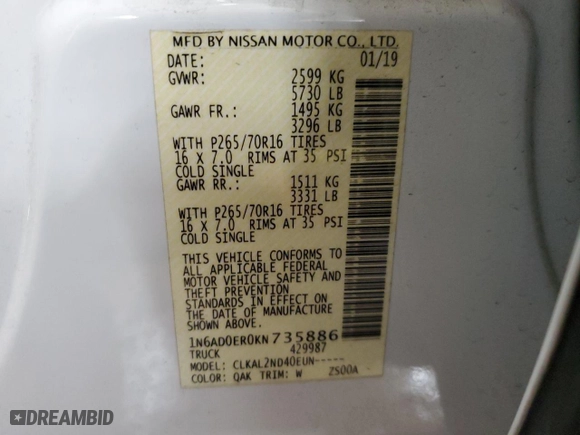 MFD BY NISSAN MOTOR CO., LTD.
DATE: 01/19
GVWR: 2599 KG
5730 LB
GAWR FR.: 1495 KG
3296 LB
WITH P265/70R16 TIRES
16 X 7.0 RIMS AT 35 PSI
COLD SINGLE
GAWR RR.: 1511 KG
3331 LB
WITH P265/70R16 TIRES
16 X 7.0 RIMS AT 35 PSI
COLD SINGLE
THIS VEHICLE CONFORMS TO
ALL APPLICABLE FEDERAL
MOTOR VEHICLE SAFETY AND
THEFT PREVENTION
STANDARDS IN EFFECT ON
THE DATE OF MANUFACTURE
SHOWN ABOVE.
1N6AD0ER0KN735886
TRUCK 429987
MODEL: CLKAL2ND40EUN-----
COLOR: QAK TRIM: W ZS00A
DREAMBID